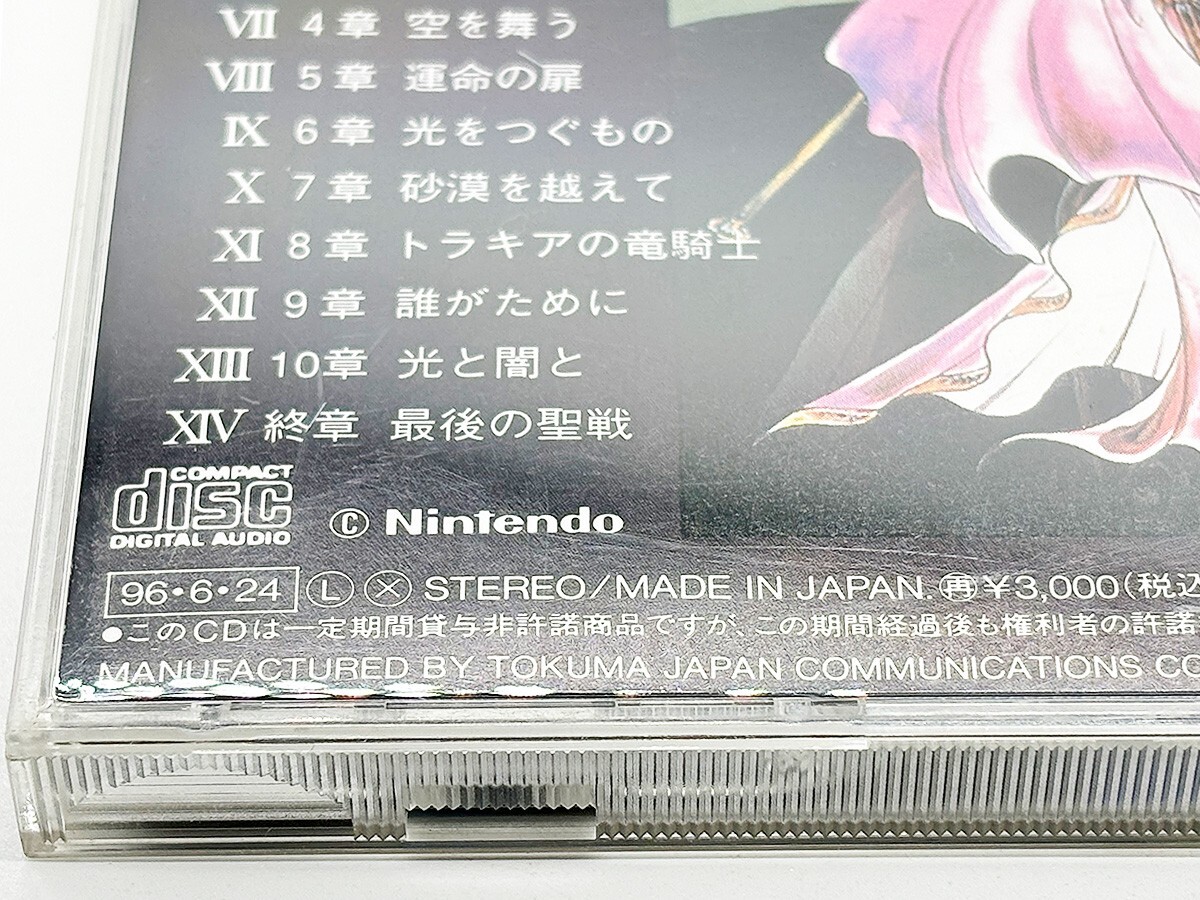 VII 4章 空を舞う
VIII 5章 運命の扉
IX 6章 光をつぐもの
X 7章 砂漠を越えて
XI 8章 トラキアの竜騎士
XII 9章 誰がために
XIII 10章 光と闇と
XIV 終章 最後の聖戦
COMPACT
disc
DIGITAL AUDIO
© Nintendo
96・6・24 Ⓛ Ⓧ STEREO/MADE IN JAPAN. ㊢¥3,000(税込
●このCDは一定期間貸与非許諾商品ですが、この期間経過後も権利者の許諾
MANUFACTURED BY TOKUMA JAPAN COMMUNICATIONS CO